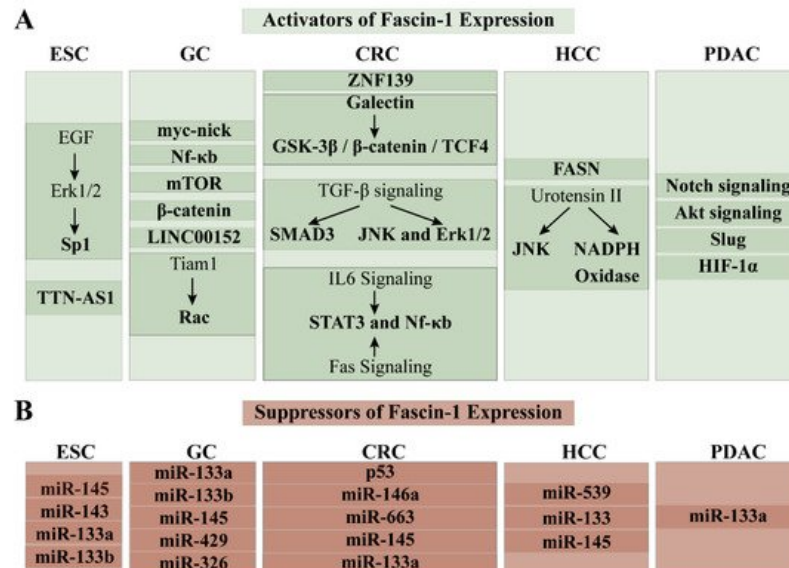 A
Activators of Fascin-1 Expression
ESC
EGF
Erk1/2
Sp1
TTN-AS1
GC
myc-nick
Nf-κb
mTOR
β-catenin
LINC00152
Tiam1
Rac
CRC
ZNF139
Galectin
GSK-3β / β-catenin / TCF4
TGF-β signaling
SMAD3 JNK and Erk1/2
IL6 Signaling
STAT3 and Nf-κb
Fas Signaling
HCC
FASN
Urotensin II
JNK NADPH
Oxidase
PDAC
Notch signaling
Akt signaling
Slug
HIF-1α
B
Suppressors of Fascin-1 Expression
ESC
miR-145
miR-143
miR-133a
miR-133b
GC
miR-133a
miR-133b
miR-145
miR-429
miR-326
CRC
p53
miR-146a
miR-663
miR-145
miR-133a
HCC
miR-539
miR-133
miR-145
PDAC
miR-133a